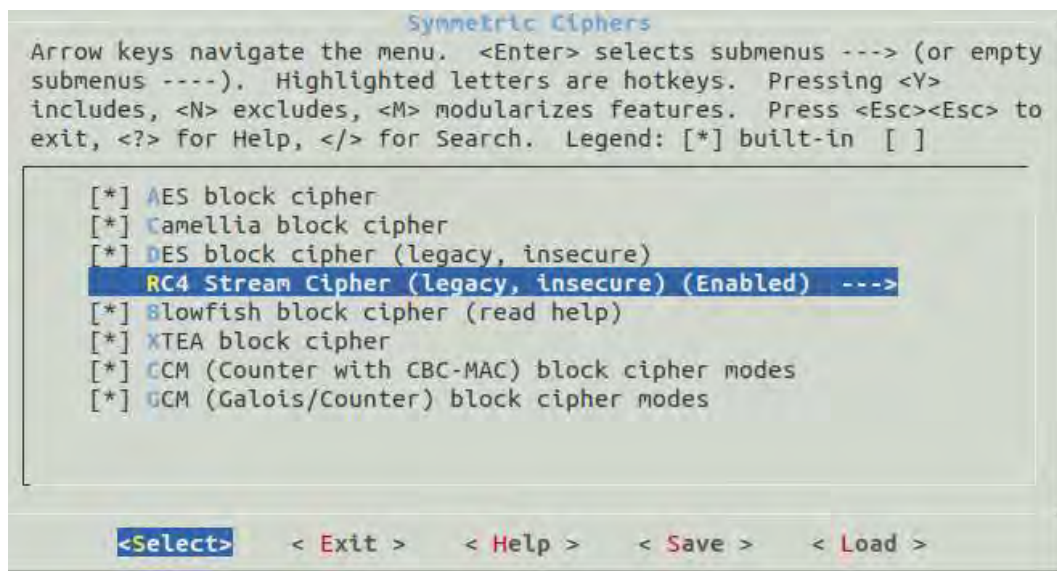 Symmetric Ciphers
Arrow keys navigate the menu.  <Enter> selects submenus ---> (or empty
submenus ----).  Highlighted letters are hotkeys.  Pressing <Y>
includes, <N> excludes, <M> modularizes features.  Press <Esc><Esc> to
exit, <?> for Help, </> for Search.  Legend: [*] built-in  [ ]
[*] AES block cipher
[*] Camellia block cipher
[*] DES block cipher (legacy, insecure)
RC4 Stream Cipher (legacy, insecure) (Enabled)  --->
[*] Blowfish block cipher (read help)
[*] XTEA block cipher
[*] CCM (Counter with CBC-MAC) block cipher modes
[*] GCM (Galois/Counter) block cipher modes
<Select>    < Exit >    < Help >    < Save >    < Load >